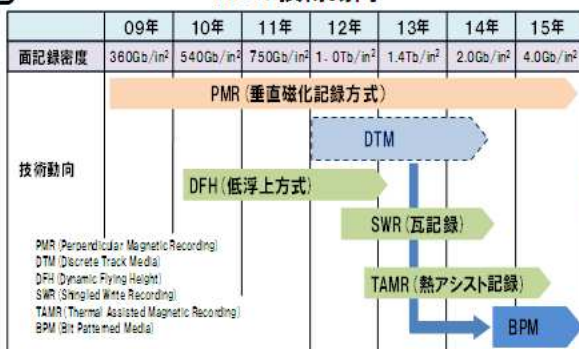 09年 10年 11年 12年 13年 14年 15年
面記録密度 360Gb/in² 540Gb/in² 750Gb/in² 1.0Tb/in² 1.4Tb/in² 2.0Gb/in² 4.0Gb/in²
PMR(垂直磁化記録方式)
DTM
技術動向
DFH(低浮上方式)
SWR(瓦記録)
PMR(Perpendicular Magnetic Recording)
DTM(Discrete Track Media)
DFH(Dynamic Flying Height)
SWR(Shingled Write Recording)
TAMR(Thermal Assisted Magnetic Recording)
BPM(Bit Patterned Media)
TAMR(熱アシスト記録)
BPM